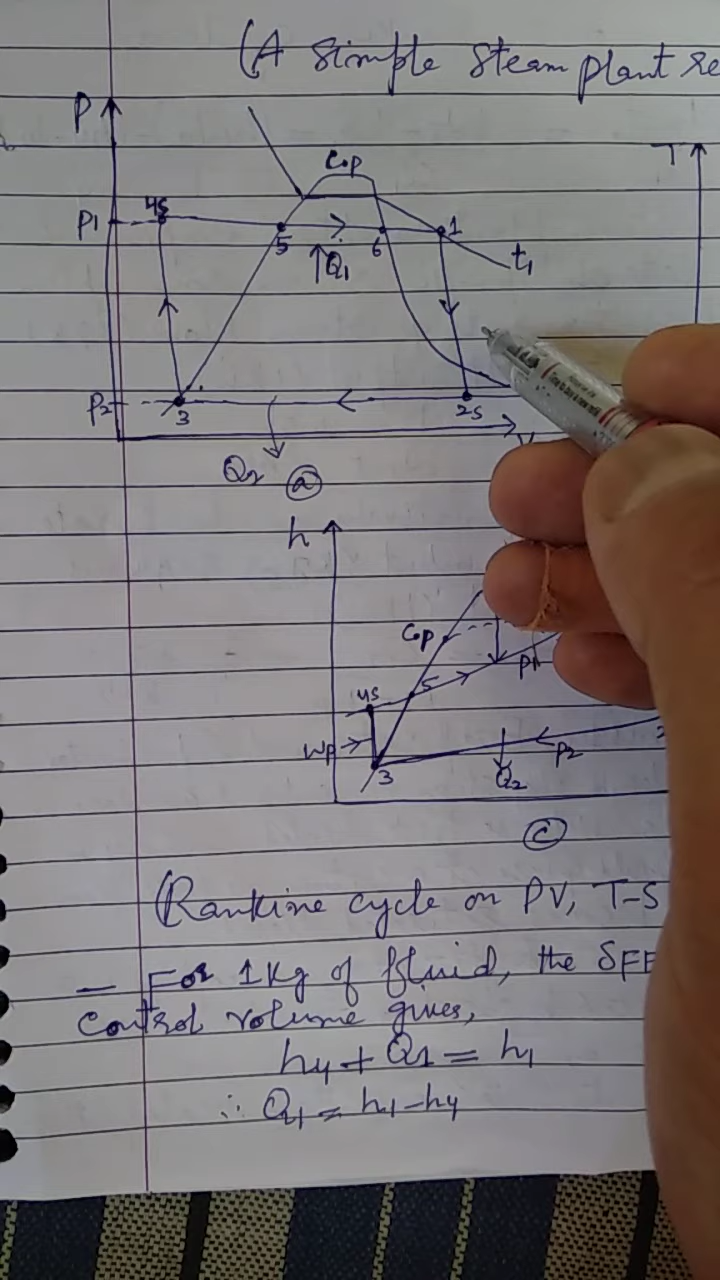 (A Simple Steam plant
P
T
C.p
P1
4s
5
6
1
Q1
t1
P2
3
2s
Q2
(a)
h
C.p
P1
4s
5
Wp
3
P2
Q2
(c)
(Rankine cycle on PV, T-S
— For 1 kg of fluid, the SFE
control volume gives,
h4 + Q1 = h1
∴ Q1 = h1 - h4